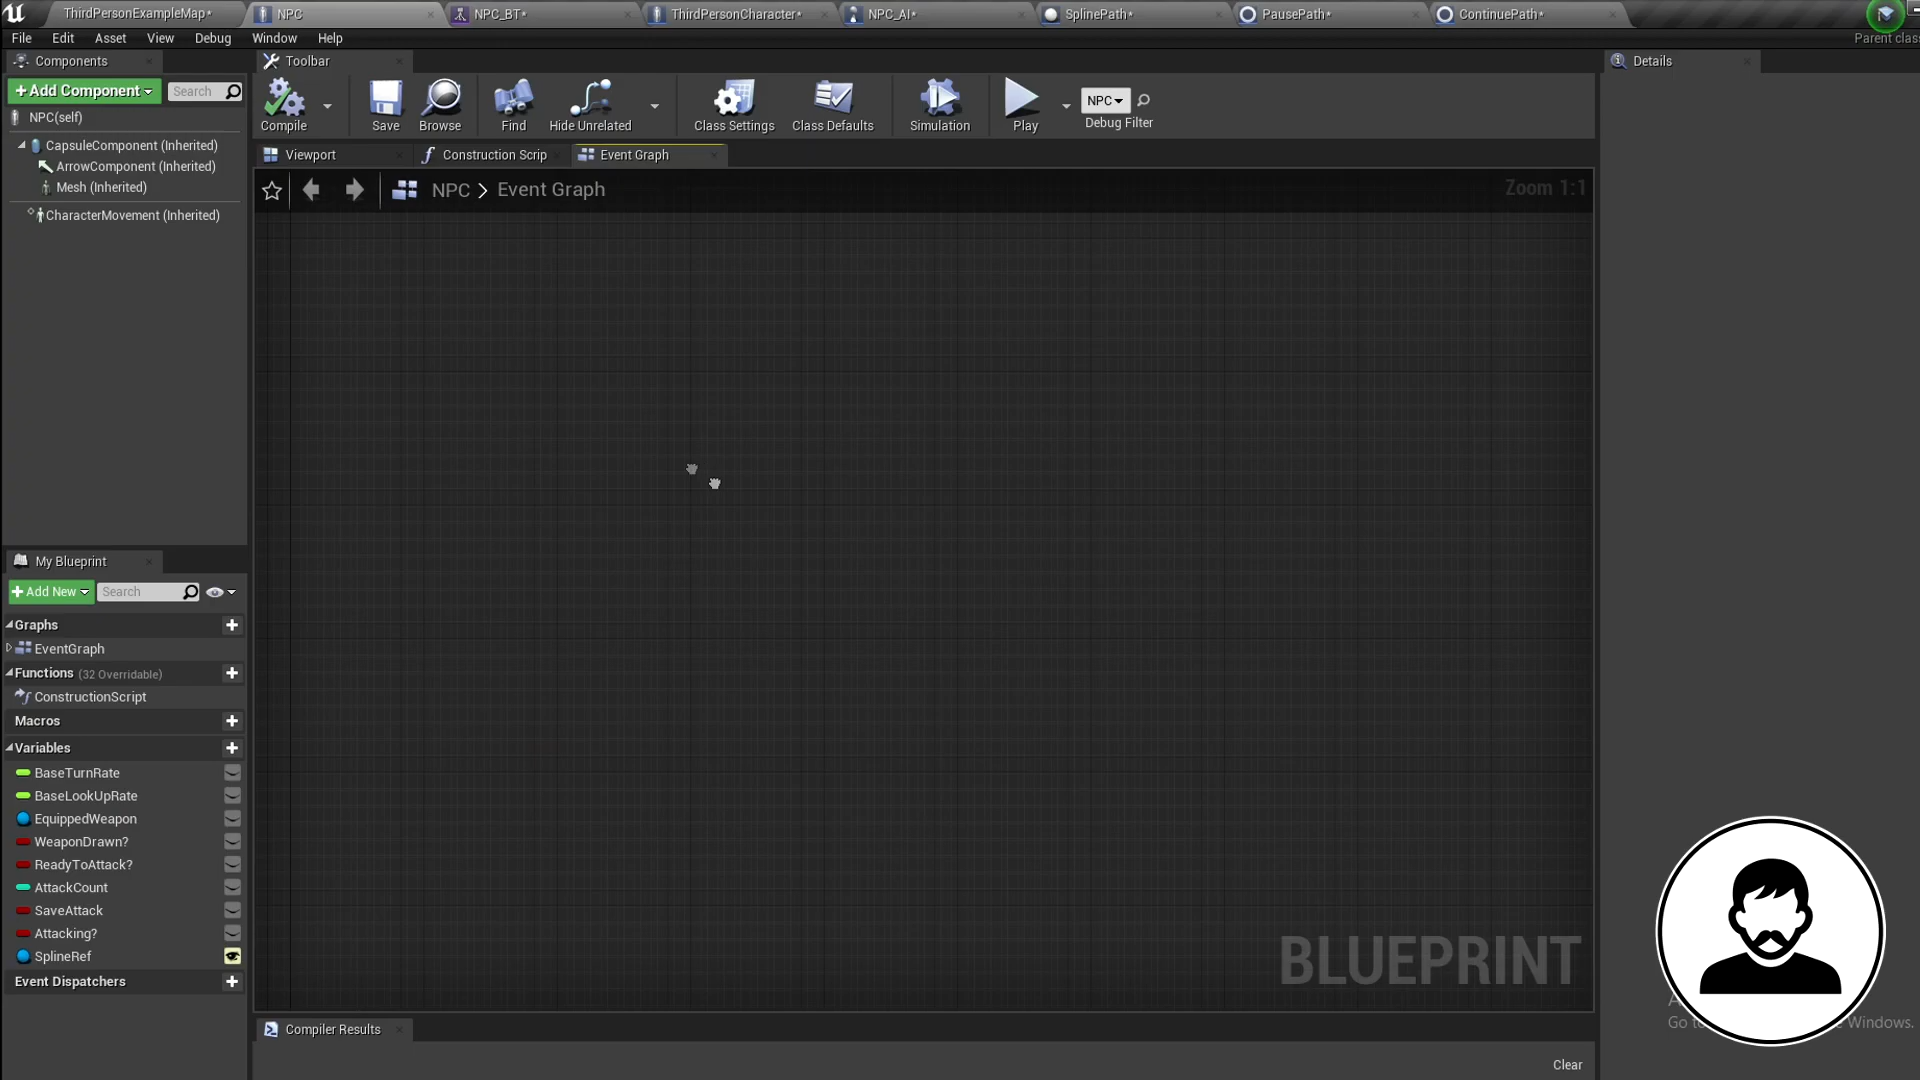 ThirdPersonExampleMap*
NPC
NPC_BT*
ThirdPersonCharacter*
NPC_AI*
SplinePath*
PausePath*
ContinuePath*
File Edit Asset View Debug Window Help
Parent clas
Components
Toolbar
Details
+Add Component
Search
NPC(self)
CapsuleComponent (Inherited)
ArrowComponent (Inherited)
Mesh (Inherited)
CharacterMovement (Inherited)
Compile
Save
Browse
Find
Hide Unrelated
Class Settings
Class Defaults
Simulation
Play
NPC
Debug Filter
Viewport
Construction Scrip
Event Graph
NPC > Event Graph
Zoom 1:1
My Blueprint
+Add New
Search
Graphs
EventGraph
Functions (32 Overridable)
ConstructionScript
Macros
Variables
BaseTurnRate
BaseLookUpRate
EquippedWeapon
WeaponDrawn?
ReadyToAttack?
AttackCount
SaveAttack
Attacking?
SplineRef
Event Dispatchers
BLUEPRINT
Compiler Results
Clear
Go to
Windows.